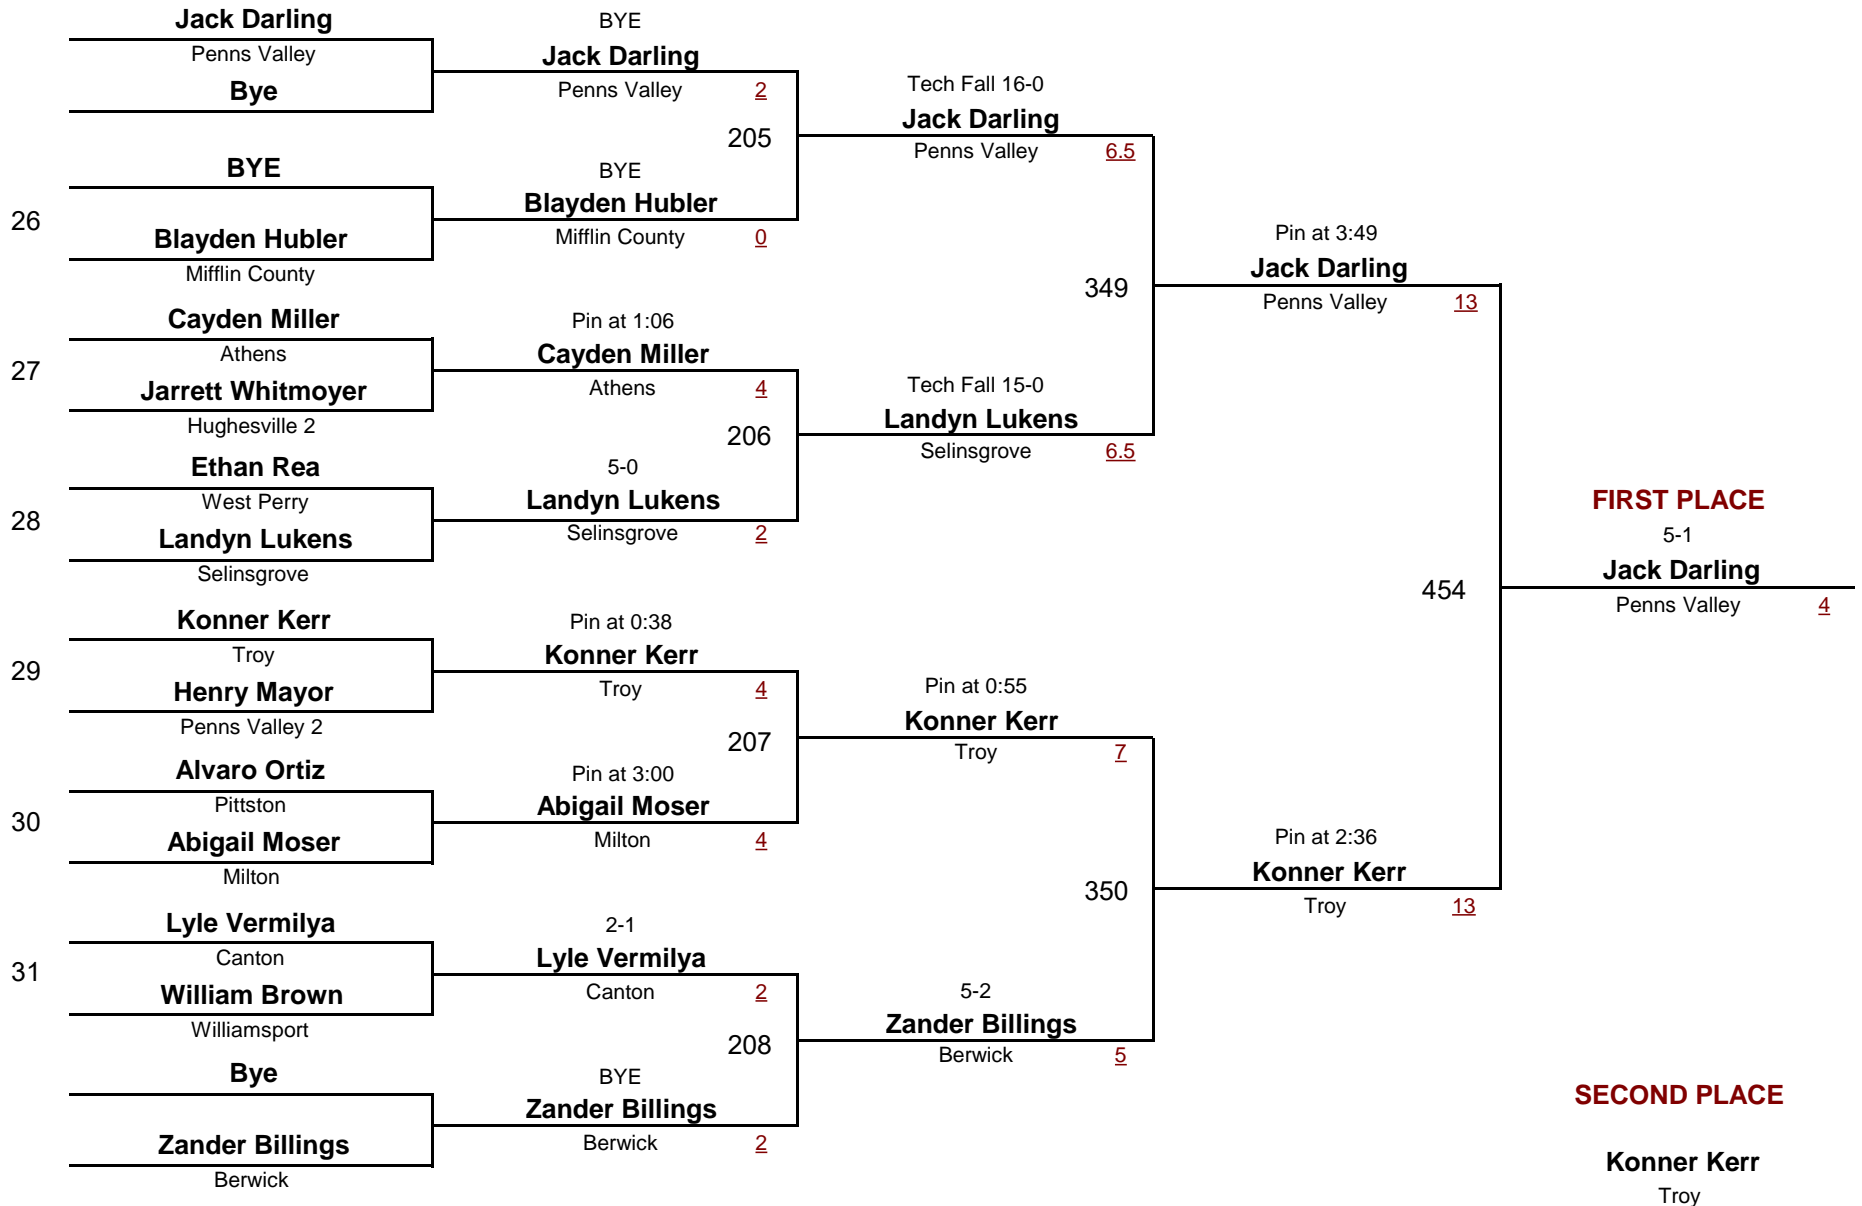 Jack Darling
Penns Valley
Bye
26
BYE
Blayden Hubler
Mifflin County
27
Cayden Miller
Athens
Jarrett Whitmoyer
Hughesville 2
28
Ethan Rea
West Perry
Landyn Lukens
Selinsgrove
29
Konner Kerr
Troy
Henry Mayor
Penns Valley 2
30
Alvaro Ortiz
Pittston
Abigail Moser
Milton
31
Lyle Vermilya
Canton
William Brown
Williamsport
Bye
Zander Billings
Berwick
BYE
Jack Darling
Penns Valley 2
205
BYE
Blayden Hubler
Mifflin County 0
Pin at 1:06
Cayden Miller
Athens 4
206
5-0
Landyn Lukens
Selinsgrove 2
Pin at 0:38
Konner Kerr
Troy 4
207
Pin at 3:00
Abigail Moser
Milton 4
2-1
Lyle Vermilya
Canton 2
208
BYE
Zander Billings
Berwick 2
Tech Fall 16-0
Jack Darling
Penns Valley 6.5
349
Tech Fall 15-0
Landyn Lukens
Selinsgrove 6.5
Pin at 0:55
Konner Kerr
Troy 7
350
5-2
Zander Billings
Berwick 5
Pin at 3:49
Jack Darling
Penns Valley 13
454
Pin at 2:36
Konner Kerr
Troy 13
FIRST PLACE
5-1
Jack Darling
Penns Valley 4
SECOND PLACE
Konner Kerr
Troy